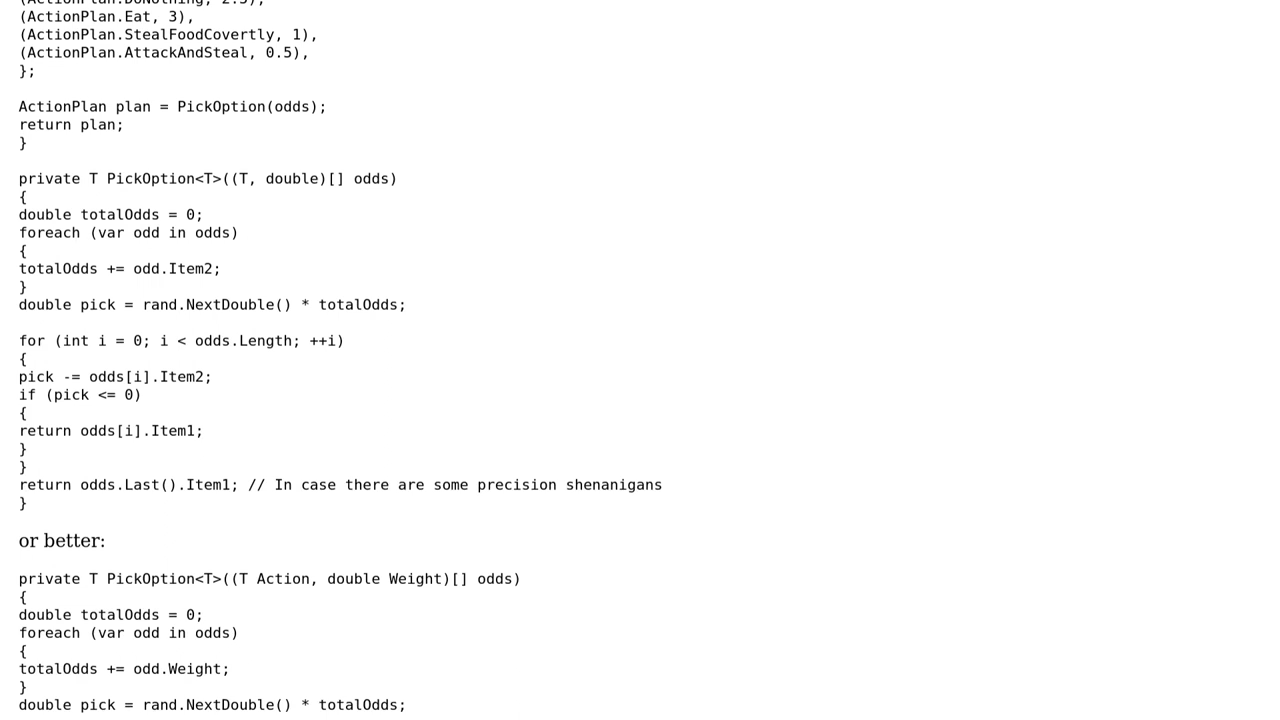 (ActionPlan.DoNothing, 2.5),
(ActionPlan.Eat, 3),
(ActionPlan.StealFoodCovertly, 1),
(ActionPlan.AttackAndSteal, 0.5),
};
ActionPlan plan = PickOption(odds);
return plan;
}
private T PickOption<T>((T, double)[] odds)
{
double totalOdds = 0;
foreach (var odd in odds)
{
totalOdds += odd.Item2;
}
double pick = rand.NextDouble() * totalOdds;
for (int i = 0; i < odds.Length; ++i)
{
pick -= odds[i].Item2;
if (pick <= 0)
{
return odds[i].Item1;
}
}
return odds.Last().Item1; // In case there are some precision shenanigans
}
or better:
private T PickOption<T>((T Action, double Weight)[] odds)
{
double totalOdds = 0;
foreach (var odd in odds)
{
totalOdds += odd.Weight;
}
double pick = rand.NextDouble() * totalOdds;